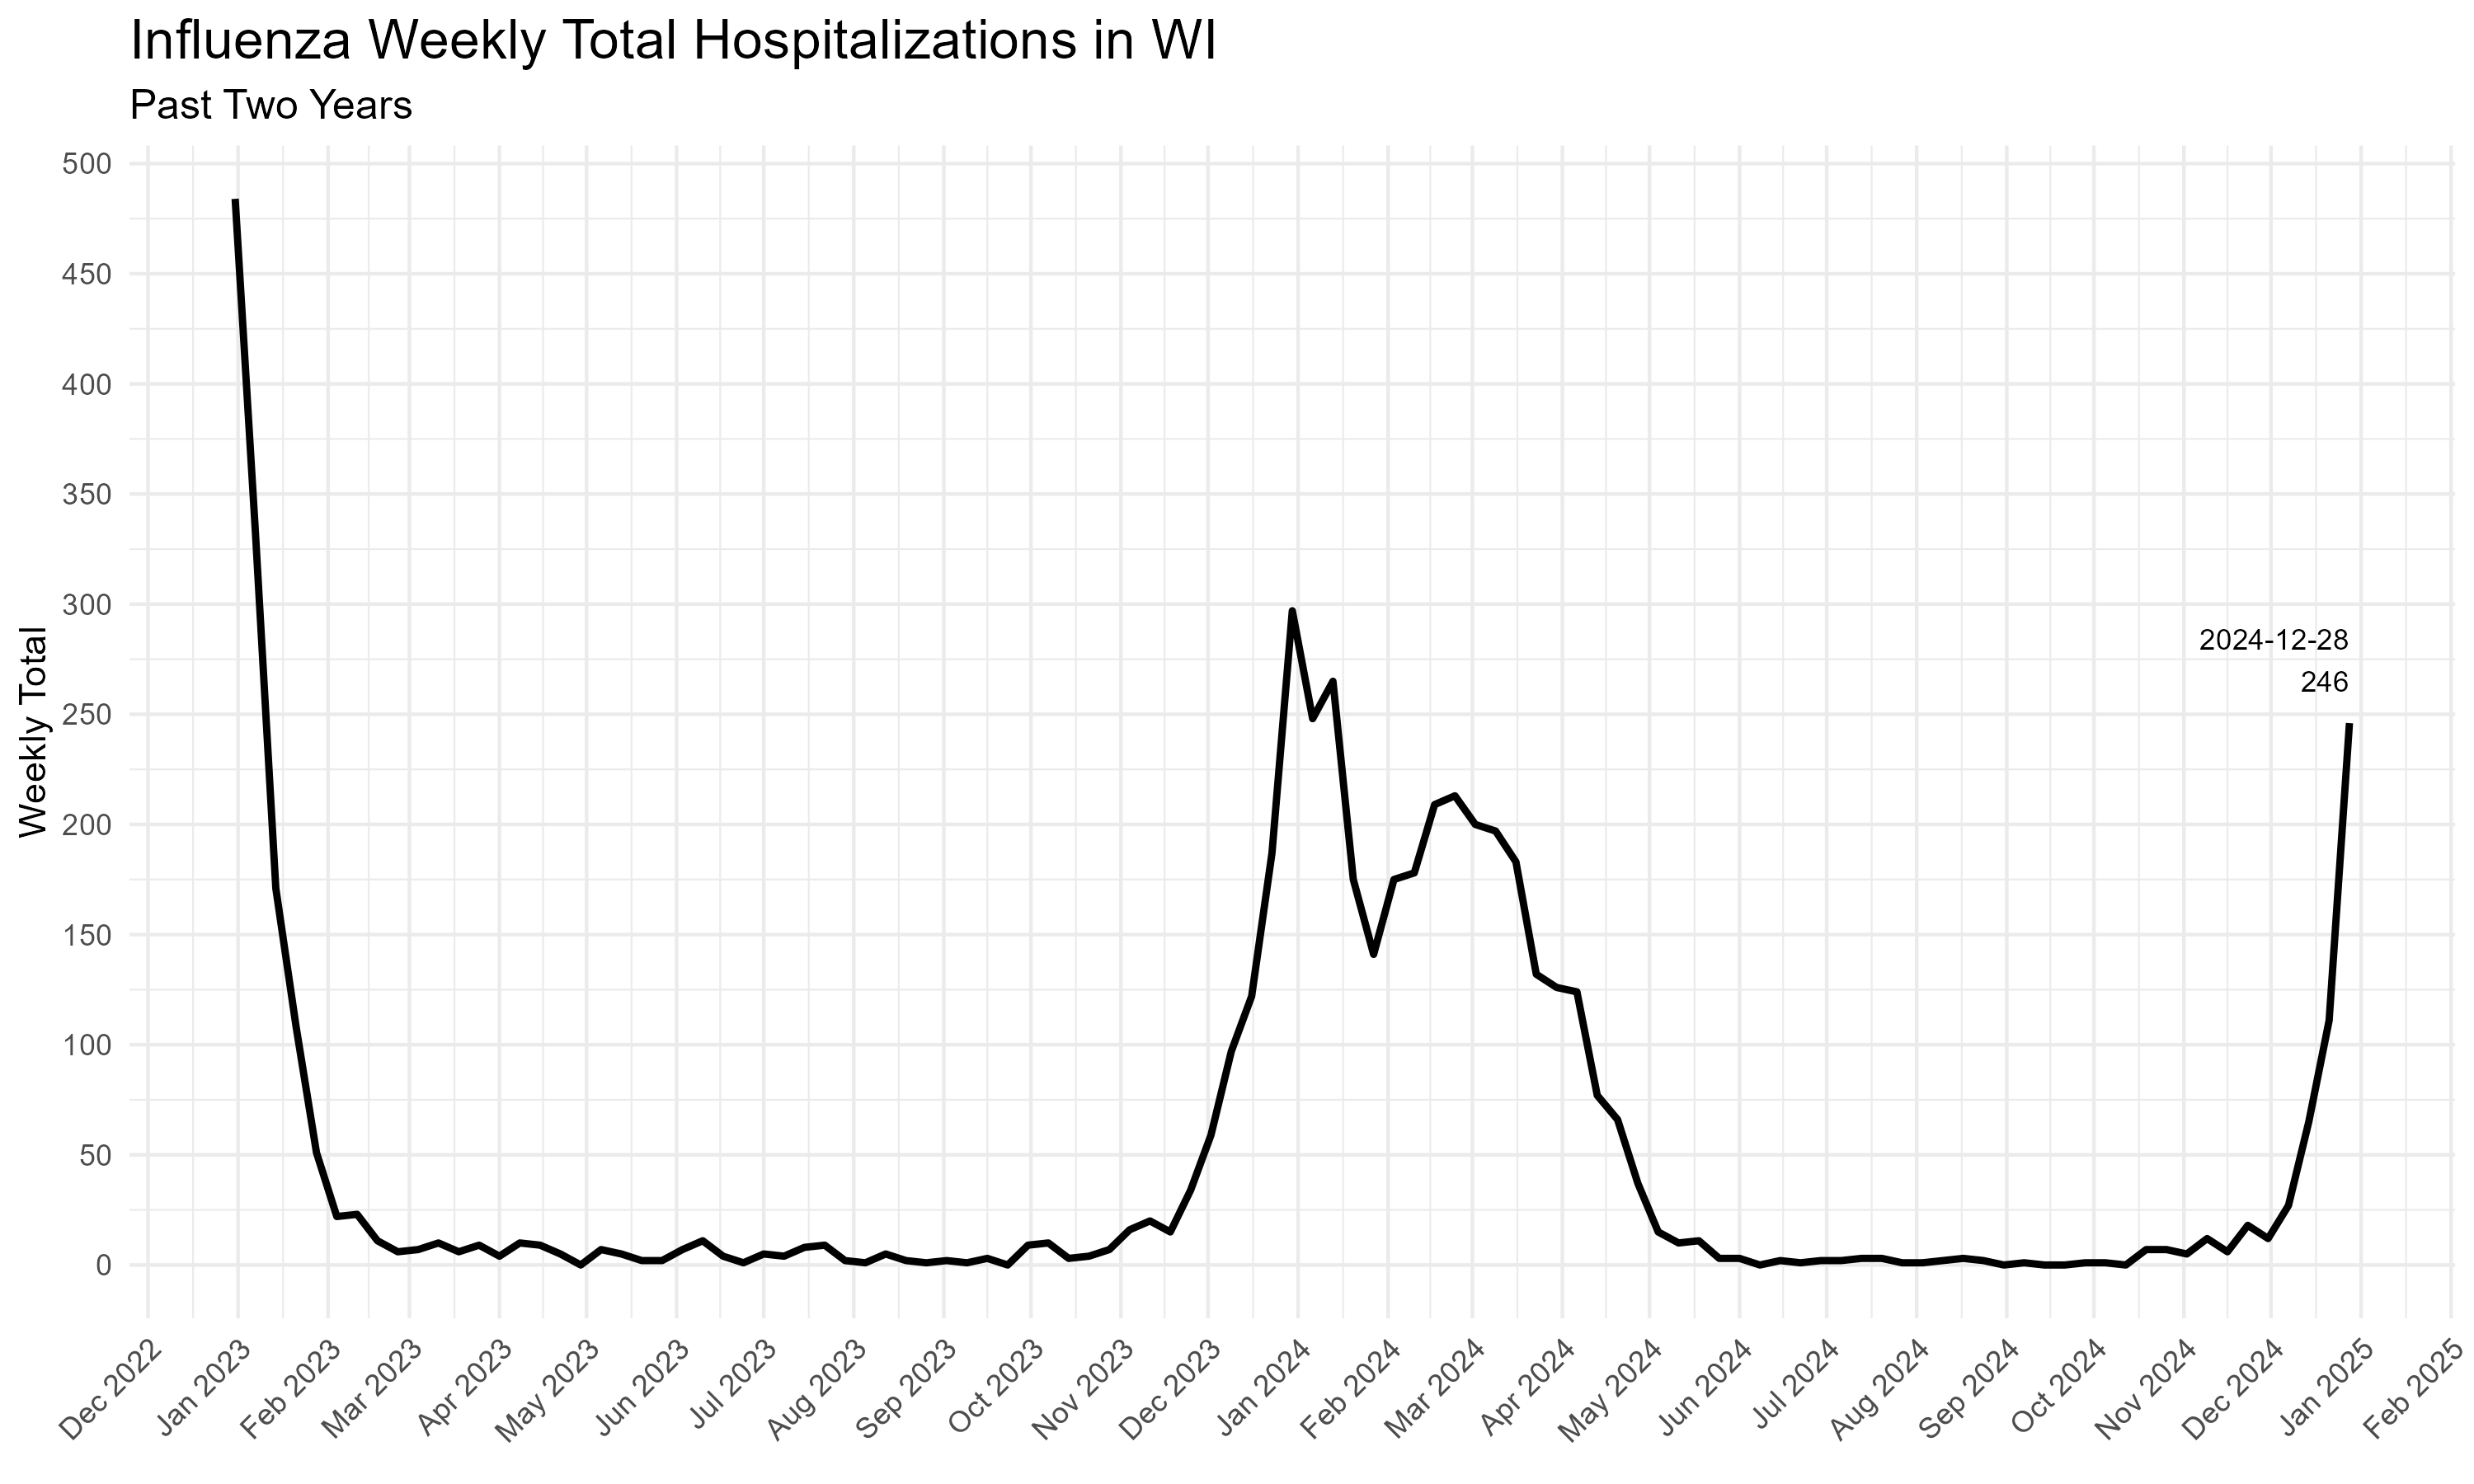 Influenza Weekly Total Hospitalizations in WI
Past Two Years
Weekly Total
500
450
400
350
300
250
200
150
100
50
0
2024-12-28
246
Dec 2022
Jan 2023
Feb 2023
Mar 2023
Apr 2023
May 2023
Jun 2023
Jul 2023
Aug 2023
Sep 2023
Oct 2023
Nov 2023
Dec 2023
Jan 2024
Feb 2024
Mar 2024
Apr 2024
May 2024
Jun 2024
Jul 2024
Aug 2024
Sep 2024
Oct 2024
Nov 2024
Dec 2024
Jan 2025
Feb 2025